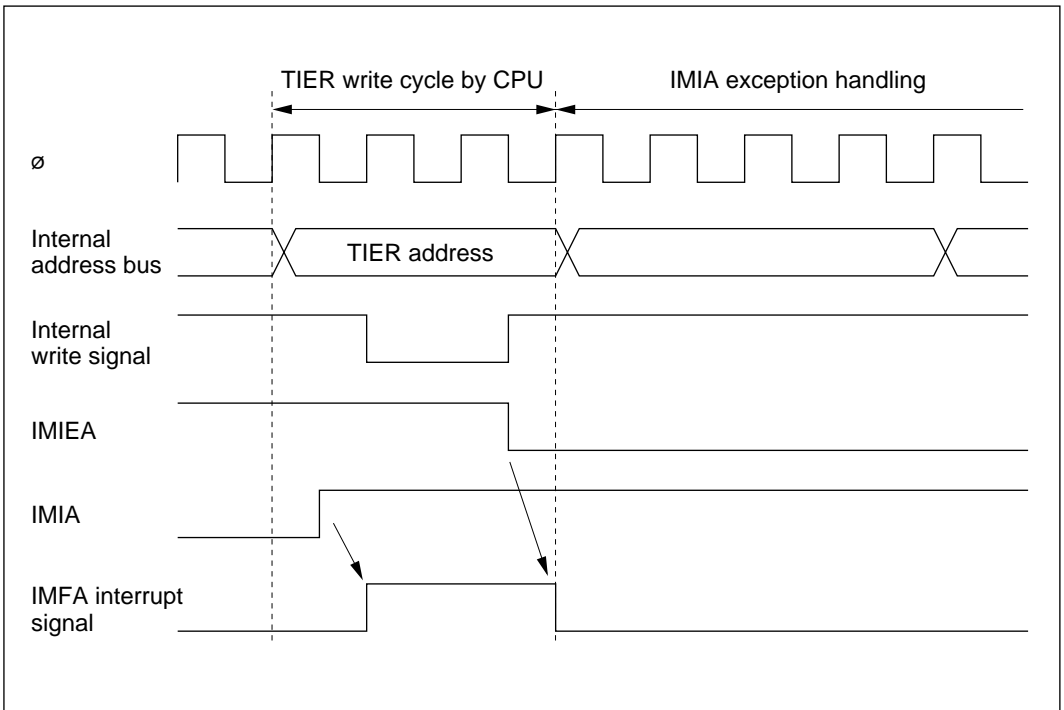 TIER write cycle by CPU
IMIA exception handling
ø
Internal
address bus
TIER address
Internal
write signal
IMIEA
IMIA
IMFA interrupt
signal